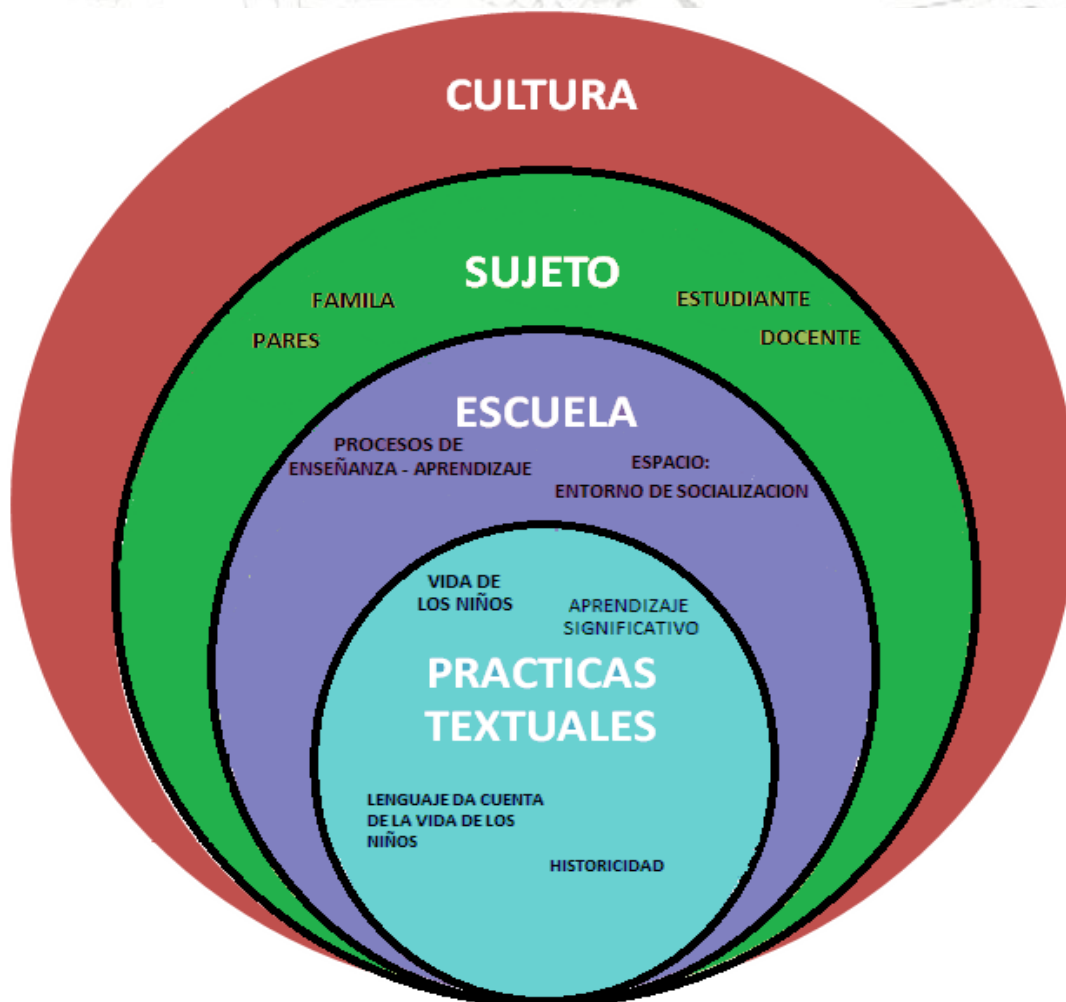 CULTURA
SUJETO
FAMILA
PARES
ESTUDIANTE
DOCENTE
ESCUELA
PROCESOS DE
ENSEÑANZA - APRENDIZAJE
ESPACIO:
ENTORNO DE SOCIALIZACION
VIDA DE
LOS NIÑOS
APRENDIZAJE
SIGNIFICATIVO
PRACTICAS
TEXTUALES
LENGUAJE DA CUENTA
DE LA VIDA DE LOS
NIÑOS
HISTORICIDAD